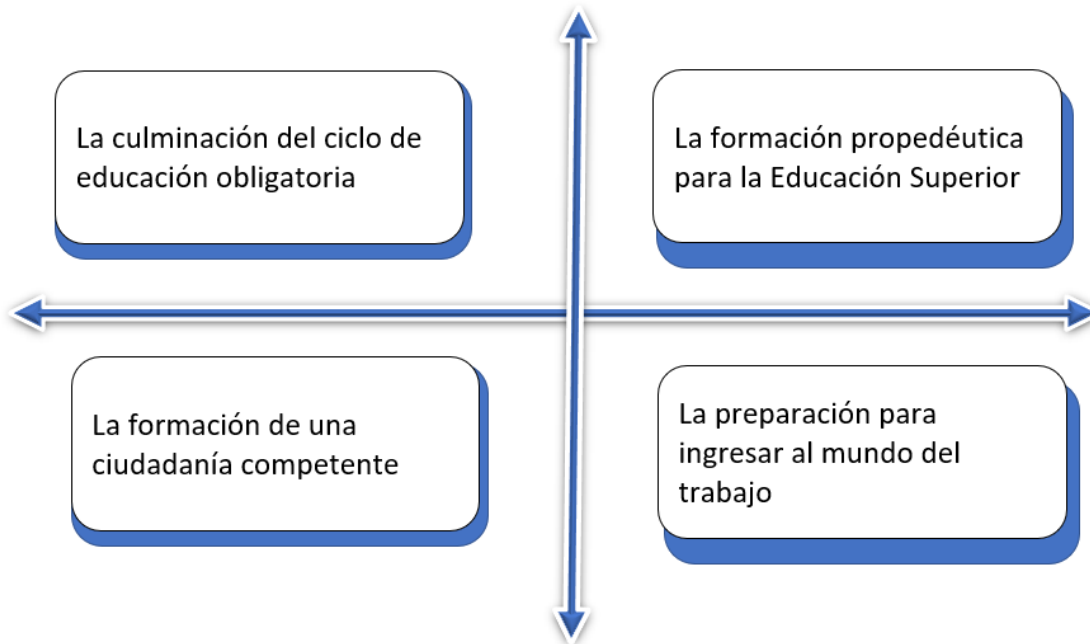 La culminación del ciclo de
educación obligatoria
La formación propedéutica
para la Educación Superior
La formación de una
ciudadanía competente
La preparación para
ingresar al mundo del
trabajo